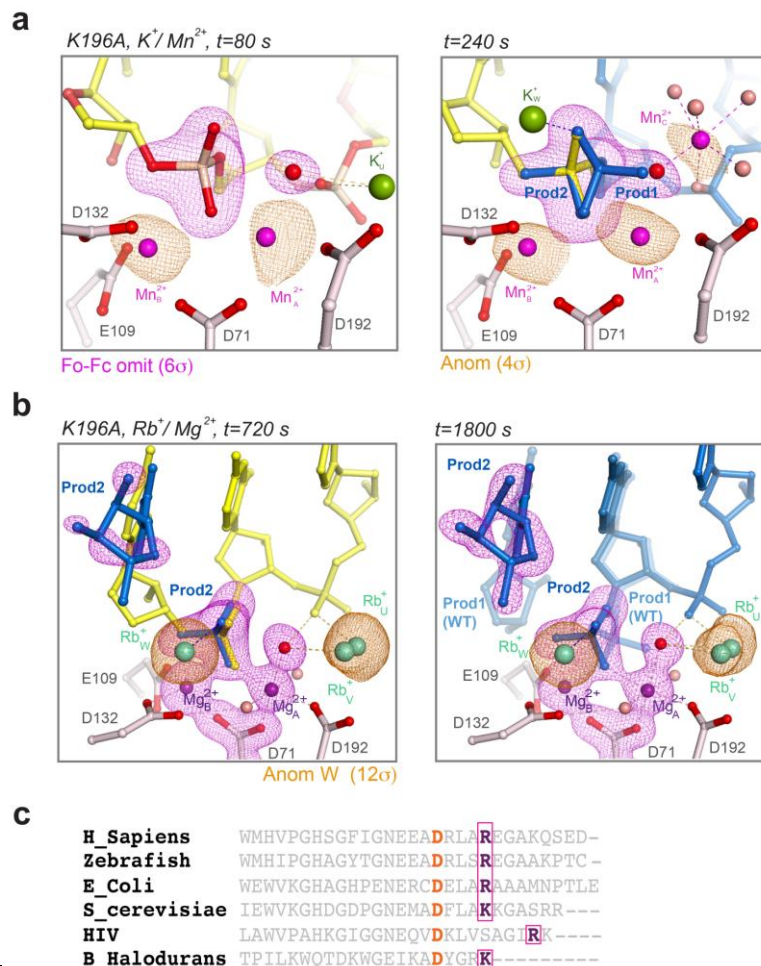 a
K196A, K⁺/ Mn²⁺, t=80 s
t=240 s
K⁺W
Mn²⁺C
K⁺U
Prod2 Prod1
D132
D132
Mn²⁺B
Mn²⁺A
Mn²⁺B
Mn²⁺A
E109
D71
D192
E109
D71
D192
Fo-Fc omit (6σ)
Anom (4σ)
b
K196A, Rb⁺/ Mg²⁺, t=720 s
t=1800 s
Prod2
Prod2
Prod2
Prod2
Rb⁺W
Rb⁺U
Prod1
(WT)
Prod1
(WT)
Rb⁺W
Rb⁺U
E109
Mg²⁺B
Mg²⁺A
Rb⁺V
E109
Mg²⁺B
Mg²⁺A
Rb⁺V
D132
D71
D192
D132
D71
D192
Anom W (12σ)
c
H_Sapiens WMHVPGHSGFIGNEEADRLAREGAKQSED-
Zebrafish WMHIPGHAGYTGNEEADRLSREGAAKPTC-
E_Coli WEWVKGHAGHPENERCDELARAAAMNPTLE
S_cerevisiae IEWVKGHDGDPGNEMADFLAKKGASRR----
HIV LAWVPAHKGIGGNEQVDKLVSAGIRK----
B Halodurans TPILKWQTDKWGEIKADYGRK---------